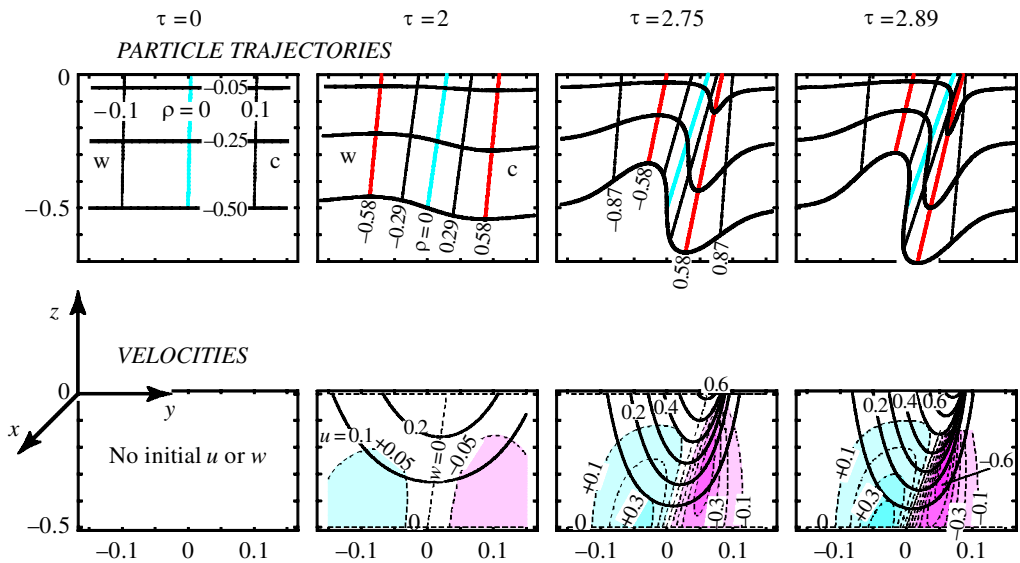 τ = 0 τ = 2 τ = 2.75 τ = 2.89
PARTICLE TRAJECTORIES
0
−0.05
−0.1 ρ = 0 0.1
−0.25
w c
w c
−0.5
−0.50
−0.58 −0.29 ρ = 0 0.29 0.58
−0.87 −0.58
0.58 0.87
z
VELOCITIES
0
y
x
0.6
0.2 0.4
0.2 0.4 0.6
0.2
u = 0.1 +0.05 w = 0 −0.05
No initial u or w
+0.1 +0.3 −0.3 −0.1
+0.1 +0.3 −0.6 −0.3 −0.1
−0.5
0 0 0
−0.1 0 0.1 −0.1 0 0.1 −0.1 0 0.1 −0.1 0 0.1